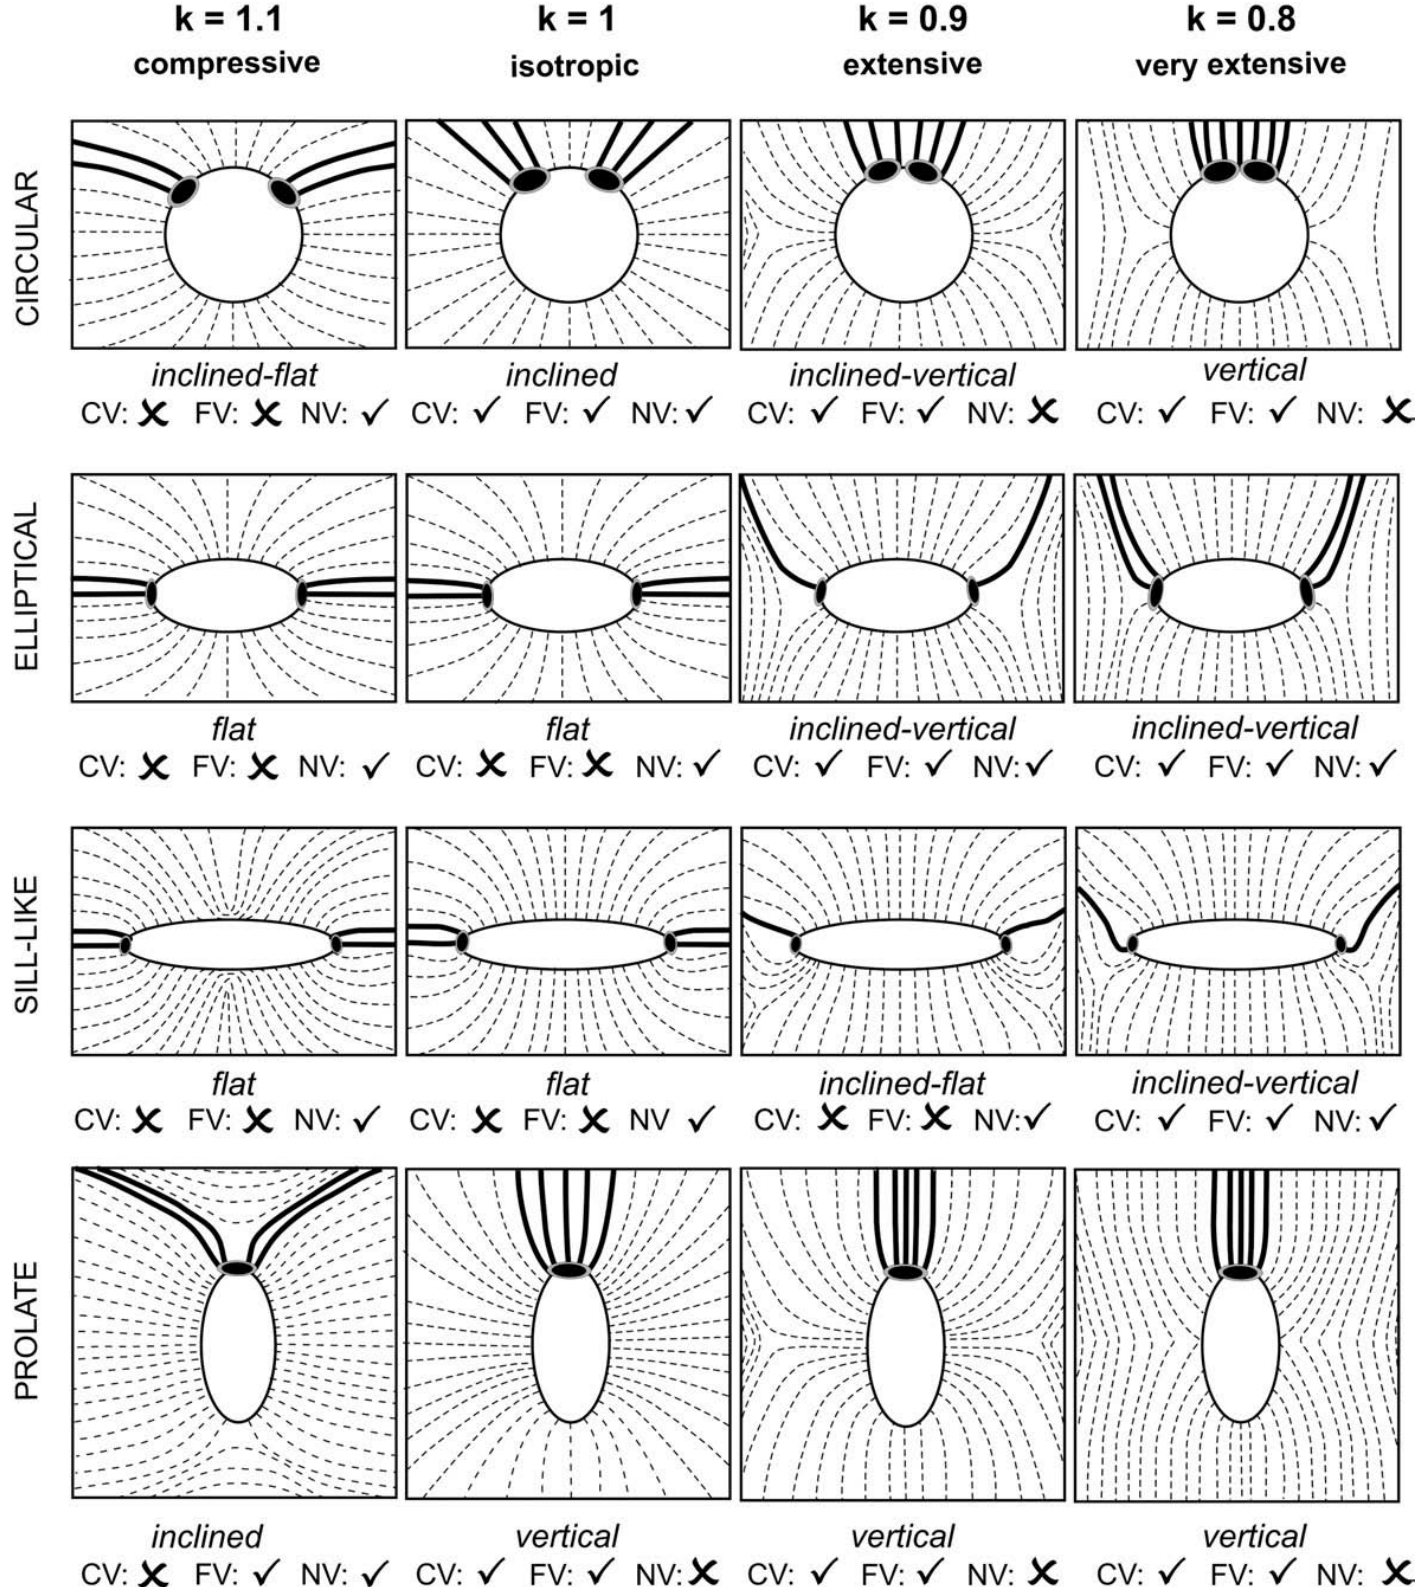 k = 1.1 k = 1 k = 0.9 k = 0.8
compressive isotropic extensive very extensive
CIRCULAR
inclined-flat inclined inclined-vertical vertical
CV: ✗ FV: ✗ NV: ✓ CV: ✓ FV: ✓ NV: ✓ CV: ✓ FV: ✓ NV: ✗ CV: ✓ FV: ✓ NV: ✗
ELLIPTICAL
flat flat inclined-vertical inclined-vertical
CV: ✗ FV: ✗ NV: ✓ CV: ✗ FV: ✗ NV: ✓ CV: ✓ FV: ✓ NV: ✓ CV: ✓ FV: ✓ NV: ✓
SILL-LIKE
flat flat inclined-flat inclined-vertical
CV: ✗ FV: ✗ NV: ✓ CV: ✗ FV: ✗ NV ✓ CV: ✗ FV: ✗ NV: ✓ CV: ✓ FV: ✓ NV: ✓
PROLATE
inclined vertical vertical vertical
CV: ✗ FV: ✓ NV: ✓ CV: ✓ FV: ✓ NV: ✗ CV: ✓ FV: ✓ NV: ✗ CV: ✓ FV: ✓ NV: ✗